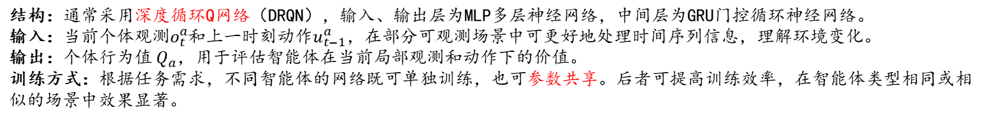 结构：通常采用深度循环Q网络（DRQN），输入、输出层为MLP多层神经网络，中间层为GRU门控循环神经网络。
输入：当前个体观测$o_t^a$和上一时刻动作$u_{t-1}^a$，在部分可观测场景中可更好地处理时间序列信息，理解环境变化。
输出：个体行为值 $Q_a$，用于评估智能体在当前局部观测和动作下的价值。
训练方式：根据任务需求，不同智能体的网络既可单独训练，也可参数共享。后者可提高训练效率，在智能体类型相同或相
似的场景中效果显著。